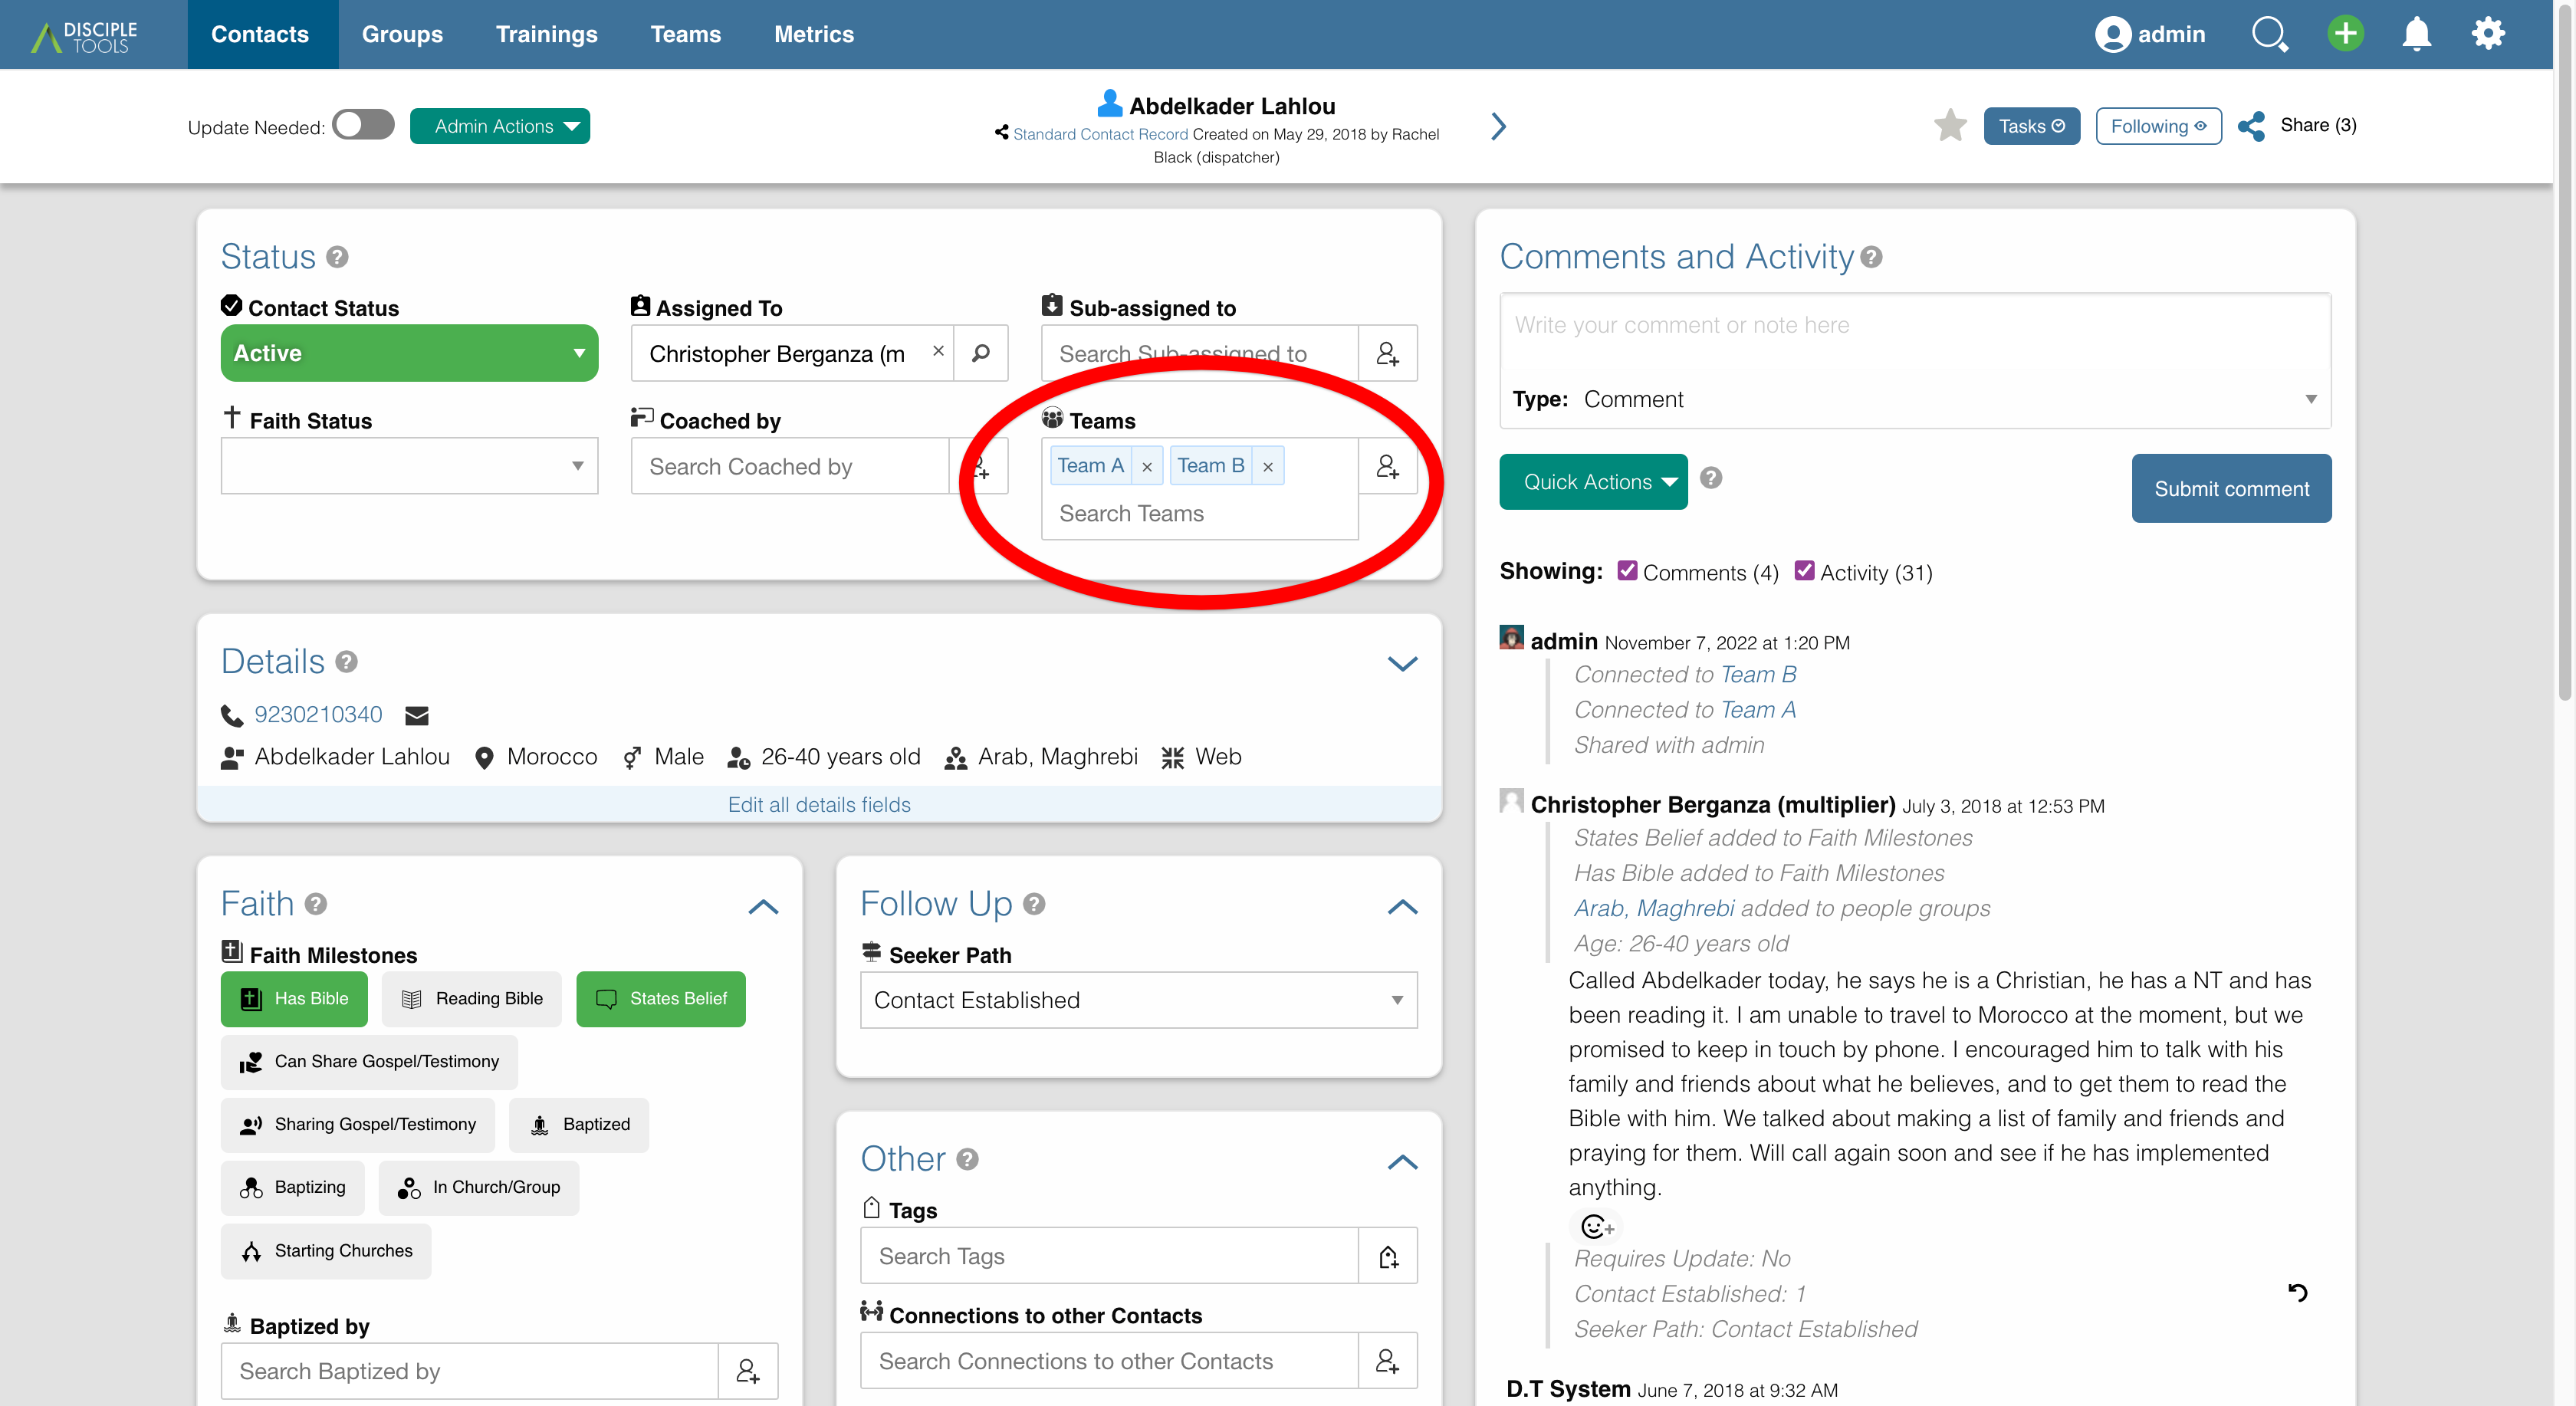 DISCIPLE
TOOLS
Contacts
Groups
Trainings
Teams
Metrics
admin
Update Needed:
Admin Actions
Abdelkader Lahlou
Standard Contact Record Created on May 29, 2018 by Rachel
Black (dispatcher)
Tasks
Following
Share (3)
Status
Contact Status
Active
Assigned To
Christopher Berganza (m
×
Sub-assigned to
Search Sub-assigned to
Faith Status
Coached by
Search Coached by
Teams
Team A ×
Team B ×
Search Teams
Details
9230210340
Abdelkader Lahlou
Morocco
Male
26-40 years old
Arab, Maghrebi
Web
Edit all details fields
Faith
Faith Milestones
Has Bible
Reading Bible
States Belief
Can Share Gospel/Testimony
Sharing Gospel/Testimony
Baptized
Baptizing
In Church/Group
Starting Churches
Baptized by
Search Baptized by
Follow Up
Seeker Path
Contact Established
Other
Tags
Search Tags
Connections to other Contacts
Search Connections to other Contacts
Comments and Activity
Write your comment or note here
Type: Comment
Quick Actions
Submit comment
Showing: Comments (4) Activity (31)
admin November 7, 2022 at 1:20 PM
Connected to Team B
Connected to Team A
Shared with admin
Christopher Berganza (multiplier) July 3, 2018 at 12:53 PM
States Belief added to Faith Milestones
Has Bible added to Faith Milestones
Arab, Maghrebi added to people groups
Age: 26-40 years old
Called Abdelkader today, he says he is a Christian, he has a NT and has
been reading it. I am unable to travel to Morocco at the moment, but we
promised to keep in touch by phone. I encouraged him to talk with his
family and friends about what he believes, and to get them to read the
Bible with him. We talked about making a list of family and friends and
praying for them. Will call again soon and see if he has implemented
anything.
Requires Update: No
Contact Established: 1
Seeker Path: Contact Established
D.T System June 7, 2018 at 9:32 AM